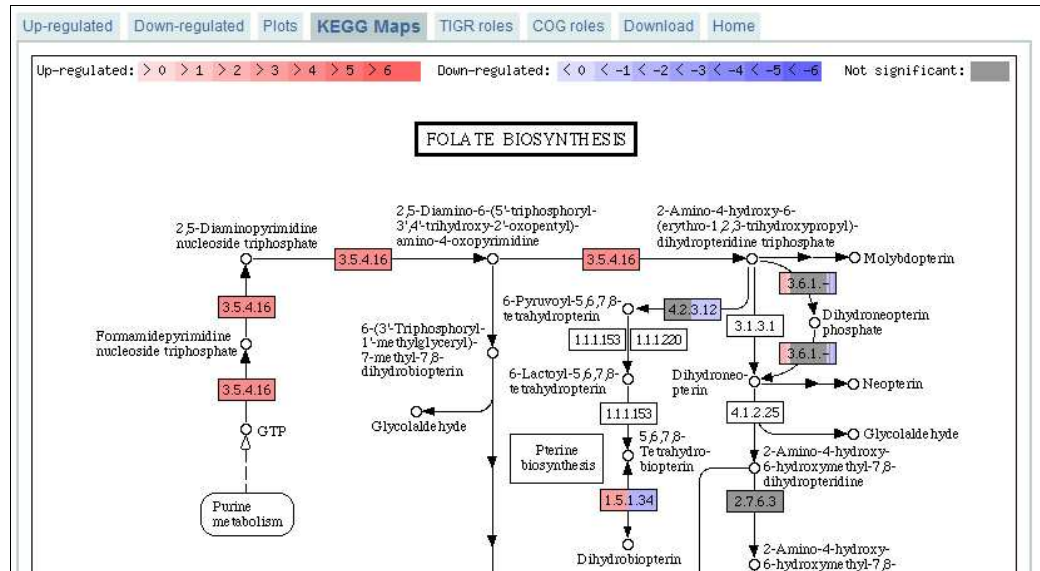 Up-regulated Down-regulated Plots KEGG Maps TIGR roles COG roles Download Home
Up-regulated: > 0 > 1 > 2 > 3 > 4 > 5 > 6 Down-regulated: < 0 < -1 < -2 < -3 < -4 < -5 < -6 Not significant:
FOLATE BIOSYNTHESIS
2,5-Diaminopyrimidine
nucleoside triphosphate
2,5-Diamino-6-(5'-triphosphoryl-
3',4'-trihydroxy-2'-oxopentyl)-
amino-4-oxopyrimidine
2-Amino-4-hydroxy-6-
(erythro-1,2,3-trihydroxypropyl)-
dihydropteridine triphosphate
3.5.4.16
3.5.4.16
Molybdopterin
3.6.1.-
3.5.4.16
6-Pyruvoyl-5,6,7,8-
tetrahydropterin
4.2.3.12
Dihydroneopterin
phosphate
3.1.3.1
Formamidepyrimidine
nucleoside triphosphate
6-(3'-Triphosphoryl-
1'-methylglyceryl)-
7-methyl-7,8-
dihydrobiopterin
1.1.1.153
1.1.1.220
3.6.1.-
3.5.4.16
6-Lactoyl-5,6,7,8-
tetrahydropterin
Dihydroneo-
pterin
Neopterin
Glycolaldehyde
1.1.1.153
4.1.2.25
GTP
Glycolaldehyde
Pterine
biosynthesis
5,6,7,8-
Tetrahydro-
biopterin
2-Amino-4-hydroxy-
6-hydroxymethyl-7,8-
dihydropteridine
Purine
metabolism
1.5.1.34
2.7.6.3
Dihydrobiopterin
2-Amino-4-hydroxy-
6-hydroxymethyl-7,8-